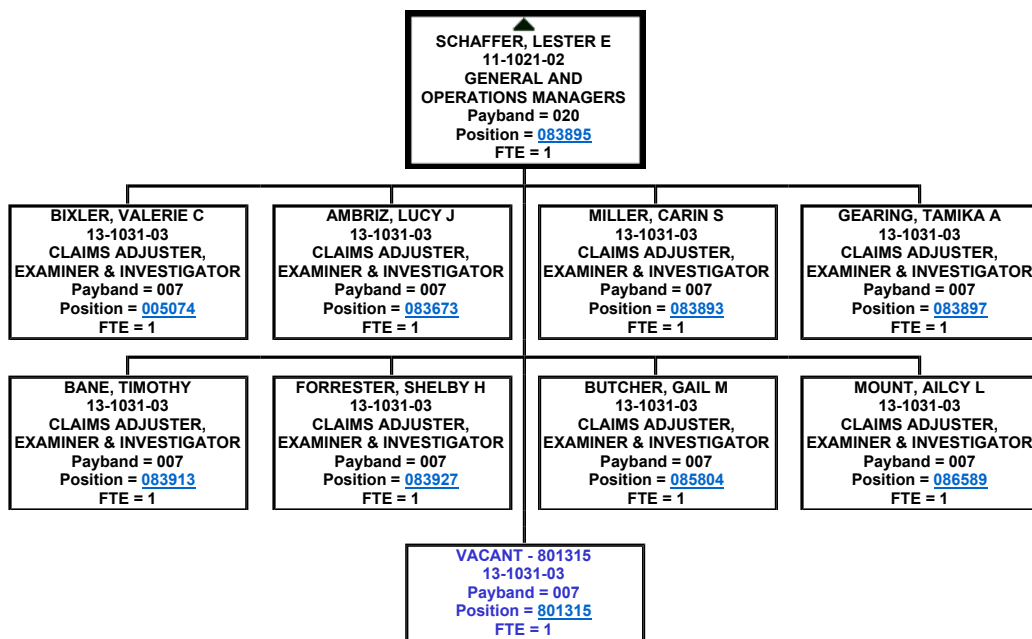 SCHAFFER, LESTER E
11-1021-02
GENERAL AND
OPERATIONS MANAGERS
Payband = 020
Position = 083895
FTE = 1
BIXLER, VALERIE C
13-1031-03
CLAIMS ADJUSTER,
EXAMINER & INVESTIGATOR
Payband = 007
Position = 005074
FTE = 1
AMBRIZ, LUCY J
13-1031-03
CLAIMS ADJUSTER,
EXAMINER & INVESTIGATOR
Payband = 007
Position = 083673
FTE = 1
MILLER, CARIN S
13-1031-03
CLAIMS ADJUSTER,
EXAMINER & INVESTIGATOR
Payband = 007
Position = 083893
FTE = 1
GEARING, TAMIKA A
13-1031-03
CLAIMS ADJUSTER,
EXAMINER & INVESTIGATOR
Payband = 007
Position = 083897
FTE = 1
BANE, TIMOTHY
13-1031-03
CLAIMS ADJUSTER,
EXAMINER & INVESTIGATOR
Payband = 007
Position = 083913
FTE = 1
FORRESTER, SHELBY H
13-1031-03
CLAIMS ADJUSTER,
EXAMINER & INVESTIGATOR
Payband = 007
Position = 083927
FTE = 1
BUTCHER, GAIL M
13-1031-03
CLAIMS ADJUSTER,
EXAMINER & INVESTIGATOR
Payband = 007
Position = 085804
FTE = 1
MOUNT, AILCY L
13-1031-03
CLAIMS ADJUSTER,
EXAMINER & INVESTIGATOR
Payband = 007
Position = 086589
FTE = 1
VACANT - 801315
13-1031-03
Payband = 007
Position = 801315
FTE = 1